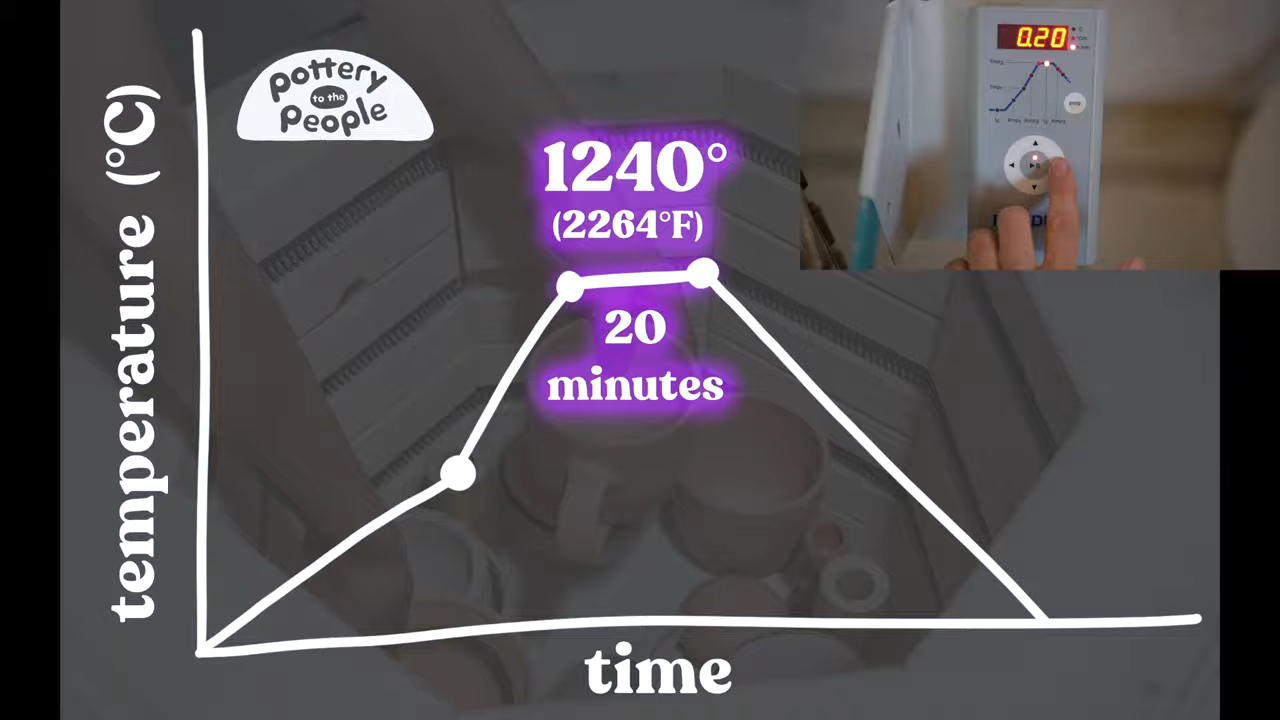 pottery
to the
People
0.20
1240°
(2264°F)
20
minutes
temperature (°C)
time